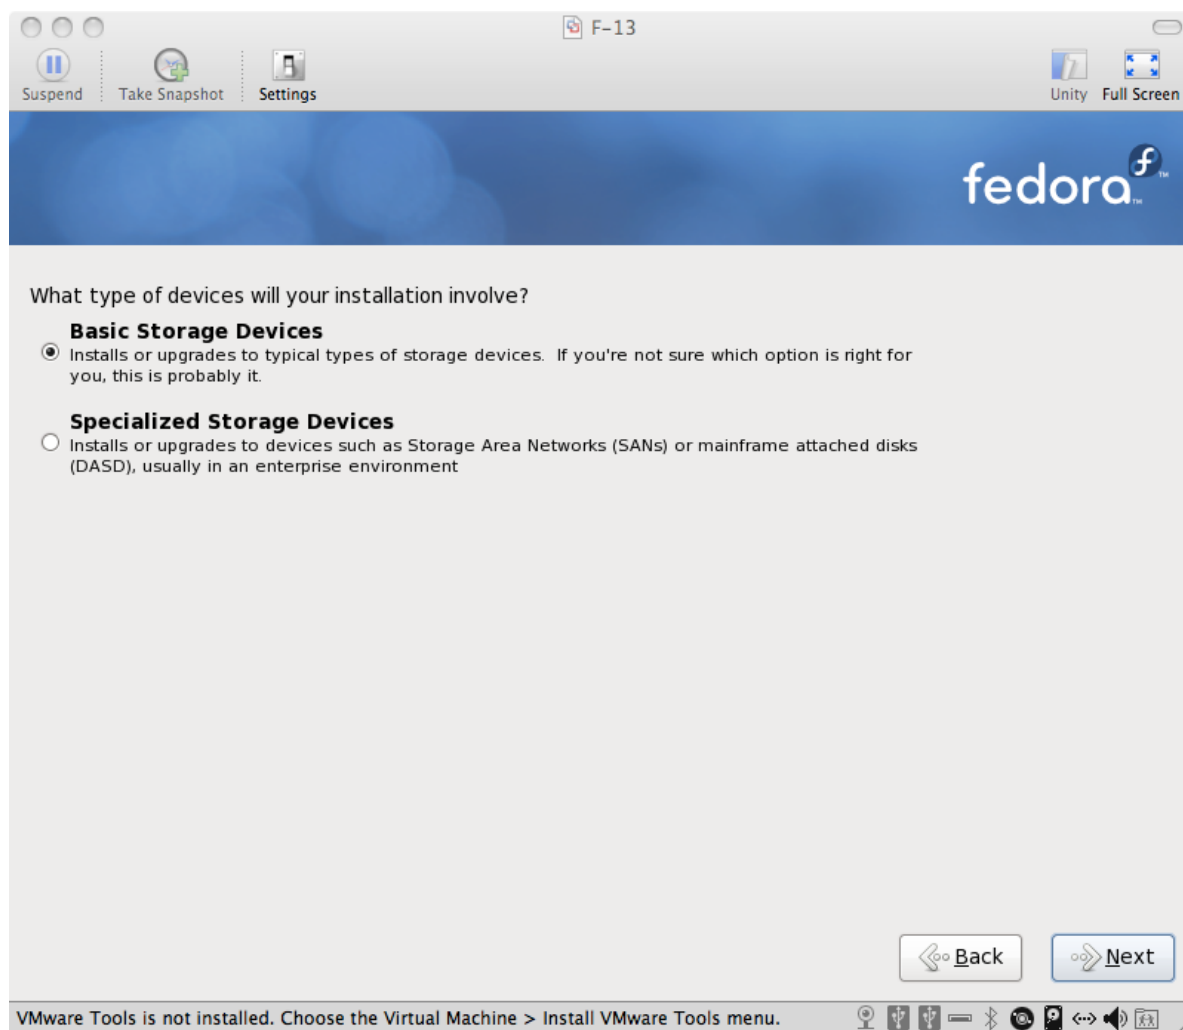 F-13
Suspend Take Snapshot Settings Unity Full Screen
fedora™
What type of devices will your installation involve?
Basic Storage Devices
Installs or upgrades to typical types of storage devices.  If you're not sure which option is right for
you, this is probably it.
Specialized Storage Devices
Installs or upgrades to devices such as Storage Area Networks (SANs) or mainframe attached disks
(DASD), usually in an enterprise environment
Back Next
VMware Tools is not installed. Choose the Virtual Machine > Install VMware Tools menu.